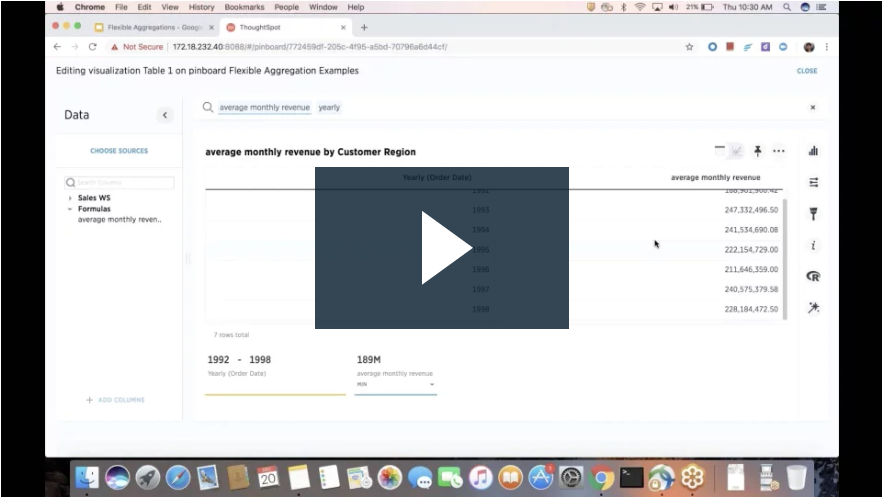 Chrome File Edit View History Bookmarks People Window Help 21% Thu 10:30 AM
Flexible Aggregations - Googl × ThoughtSpot × +
Not Secure | 172.18.232.40:8088/#/pinboard/772459df-205c-4f95-a5bd-70796a6d44cf/
Editing visualization Table 1 on pinboard Flexible Aggregation Examples CLOSE
average monthly revenue yearly ×
Data
CHOOSE SOURCES
average monthly revenue by Customer Region
Yearly (Order Date) average monthly revenue
Search Columns
Sales WS
Formulas
average monthly reven..
1992 188,901,900.42
1993 247,332,496.50
1994 241,534,690.08
1995 222,154,729.00
1996 211,646,359.00
1997 240,575,379.58
1998 228,184,472.50
7 rows total
1992 - 1998 189M
Yearly (Order Date) average monthly revenue
MIN
+ ADD COLUMNS
20